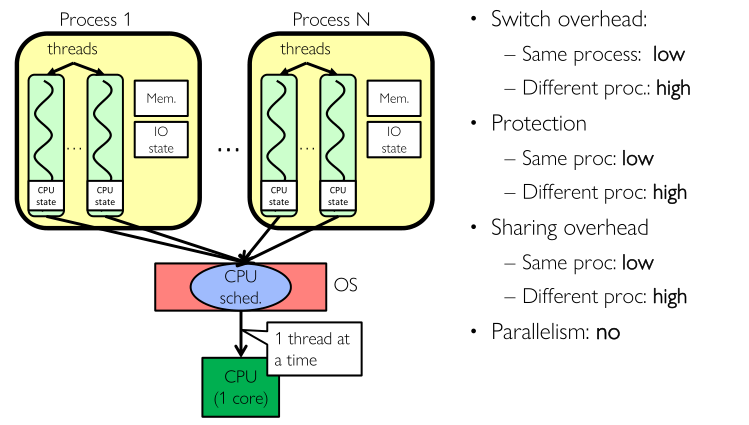 Process 1
threads
Mem.
IO
state
...
CPU
state
CPU
state
...
Process N
threads
Mem.
IO
state
...
CPU
state
CPU
state
CPU
sched.
OS
1 thread at
a time
CPU
(1 core)
• Switch overhead:
– Same process: low
– Different proc.: high
• Protection
– Same proc: low
– Different proc: high
• Sharing overhead
– Same proc: low
– Different proc: high
• Parallelism: no